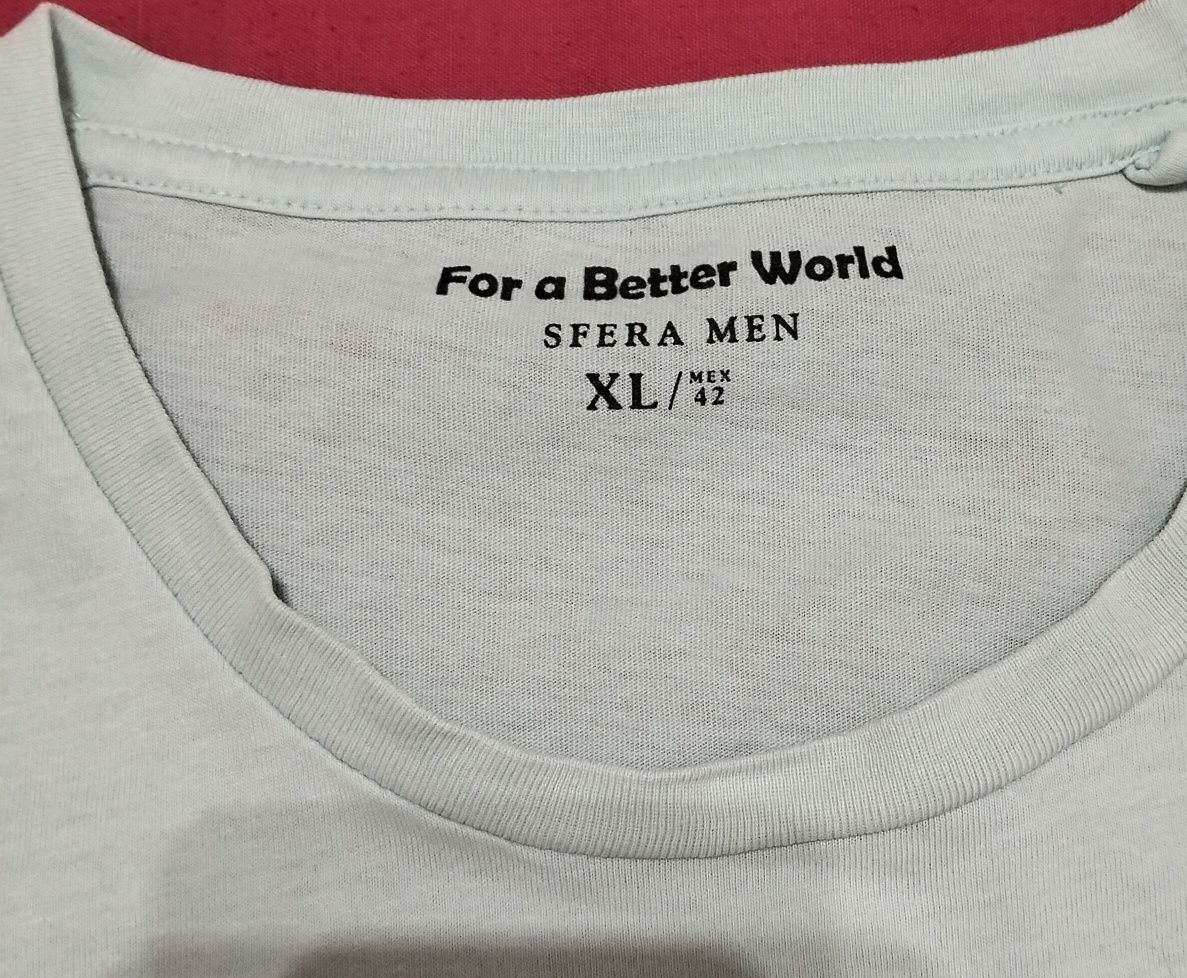 For a Better World
SFERA MEN
XL/ MEX 42